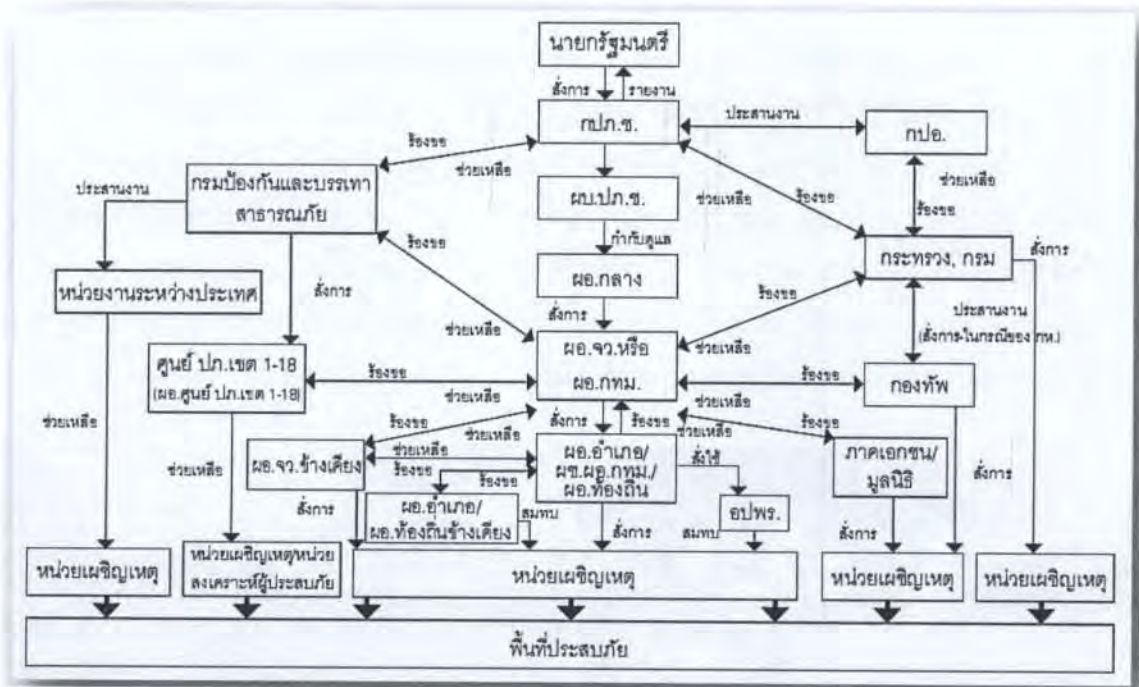 นายกรัฐมนตรี
สั่งการ รายงาน
กปภ.ช.
ประสานงาน
กปอ.
ร้องขอ
ช่วยเหลือ
ประสานงาน
กรมป้องกันและบรรเทา
สาธารณภัย
ผบ.ปภ.ช.
ช่วยเหลือ
ร้องขอ
ช่วยเหลือ
ร้องขอ
ร้องขอ
กำกับดูแล
กระทรวง, กรม
สั่งการ
หน่วยงานระหว่างประเทศ
สั่งการ
ผอ.กลาง
ร้องขอ
สั่งการ
ประสานงาน
(สั่งการ-ในกรณีของ กห.)
ช่วยเหลือ
ผอ.จว.หรือ
ผอ.กทม.
ช่วยเหลือ
ศูนย์ ปภ.เขต 1-18
(ผอ.ศูนย์ ปภ.เขต 1-18)
ร้องขอ
ช่วยเหลือ
ร้องขอ
ช่วยเหลือ
กองทัพ
ช่วยเหลือ
ร้องขอ
ช่วยเหลือ
สั่งการ
ร้องขอ
ช่วยเหลือ
ร้องขอ
ช่วยเหลือ
ผอ.จว.ข้างเคียง
ช่วยเหลือ
ร้องขอ
ร้องขอ
ผอ.อำเภอ/
ผช.ผอ.กทม./
ผอ.ท้องถิ่น
สั่งใช้
ภาคเอกชน/
มูลนิธิ
สั่งการ
สั่งการ
ผอ.อำเภอ/
ผอ.ท้องถิ่นข้างเคียง
สมทบ
สั่งการ
อปพร.
สมทบ
สั่งการ
หน่วยเผชิญเหตุ
หน่วยเผชิญเหตุ/หน่วย
สงเคราะห์ผู้ประสบภัย
หน่วยเผชิญเหตุ
หน่วยเผชิญเหตุ
หน่วยเผชิญเหตุ
พื้นที่ประสบภัย